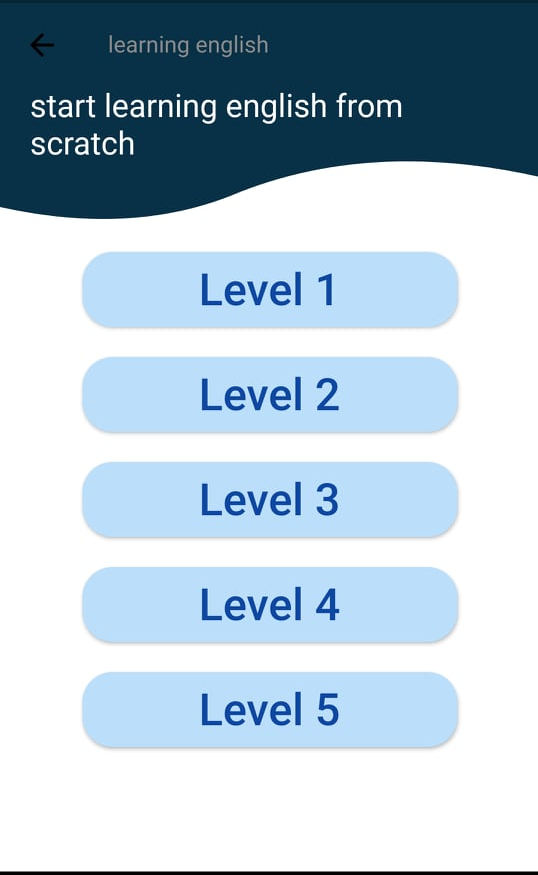 learning english
start learning english from
scratch
Level 1
Level 2
Level 3
Level 4
Level 5